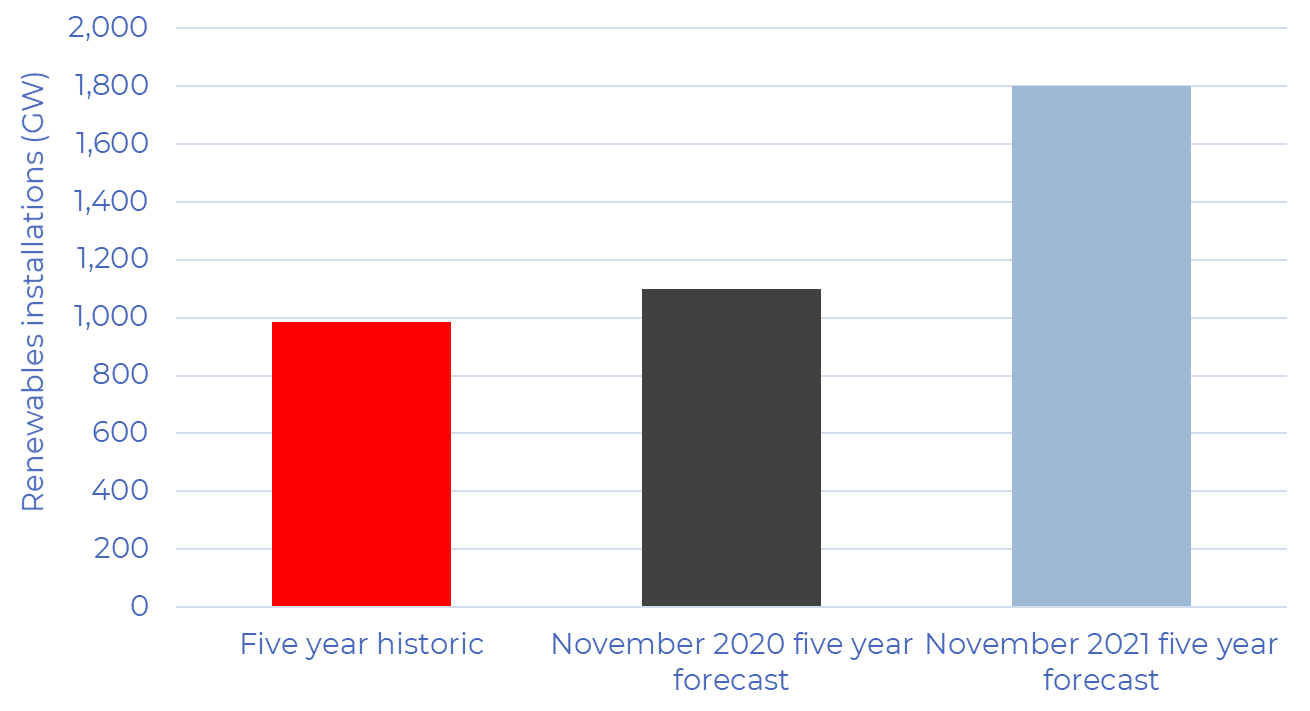 2,000
1,800
1,600
1,400
1,200
1,000
800
600
400
200
0
Renewables installations (GW)
Five year historic
November 2020 five year
forecast
November 2021 five year
forecast